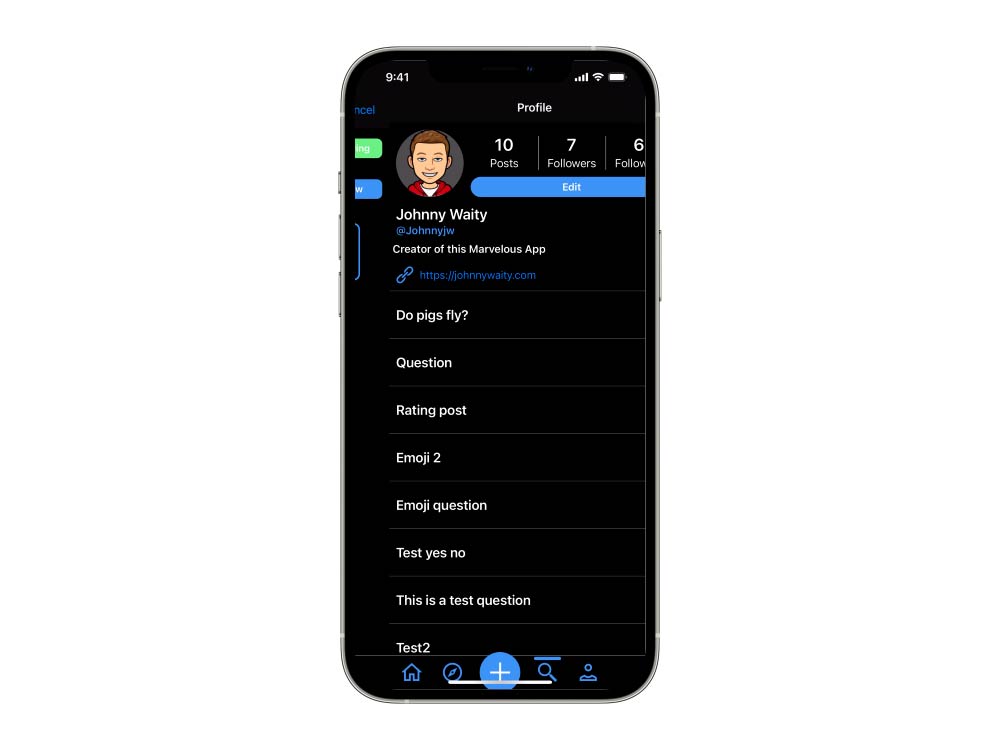 9:41
ncel
Profile
ing
w
10
7
6
Posts
Followers
Follow
Edit
Johnny Waity
@Johnnyjw
Creator of this Marvelous App
https://johnnywaity.com
Do pigs fly?
Question
Rating post
Emoji 2
Emoji question
Test yes no
This is a test question
Test2